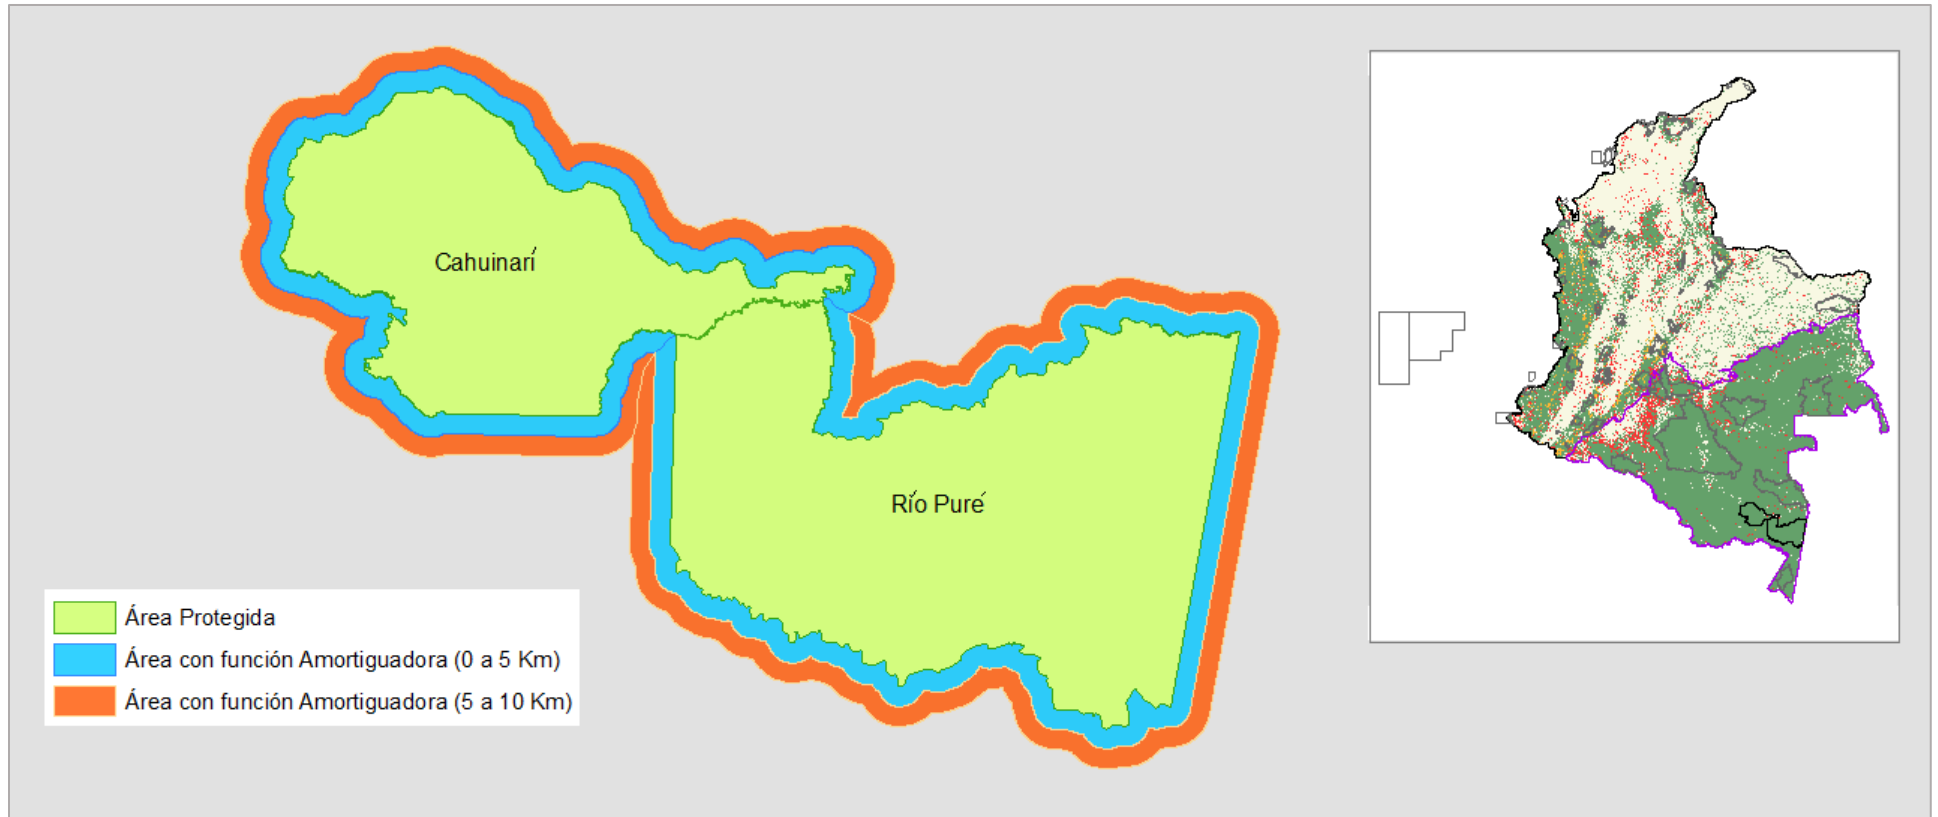 Cahuinarí
Río Puré
Área Protegida
Área con función Amortiguadora (0 a 5 Km)
Área con función Amortiguadora (5 a 10 Km)